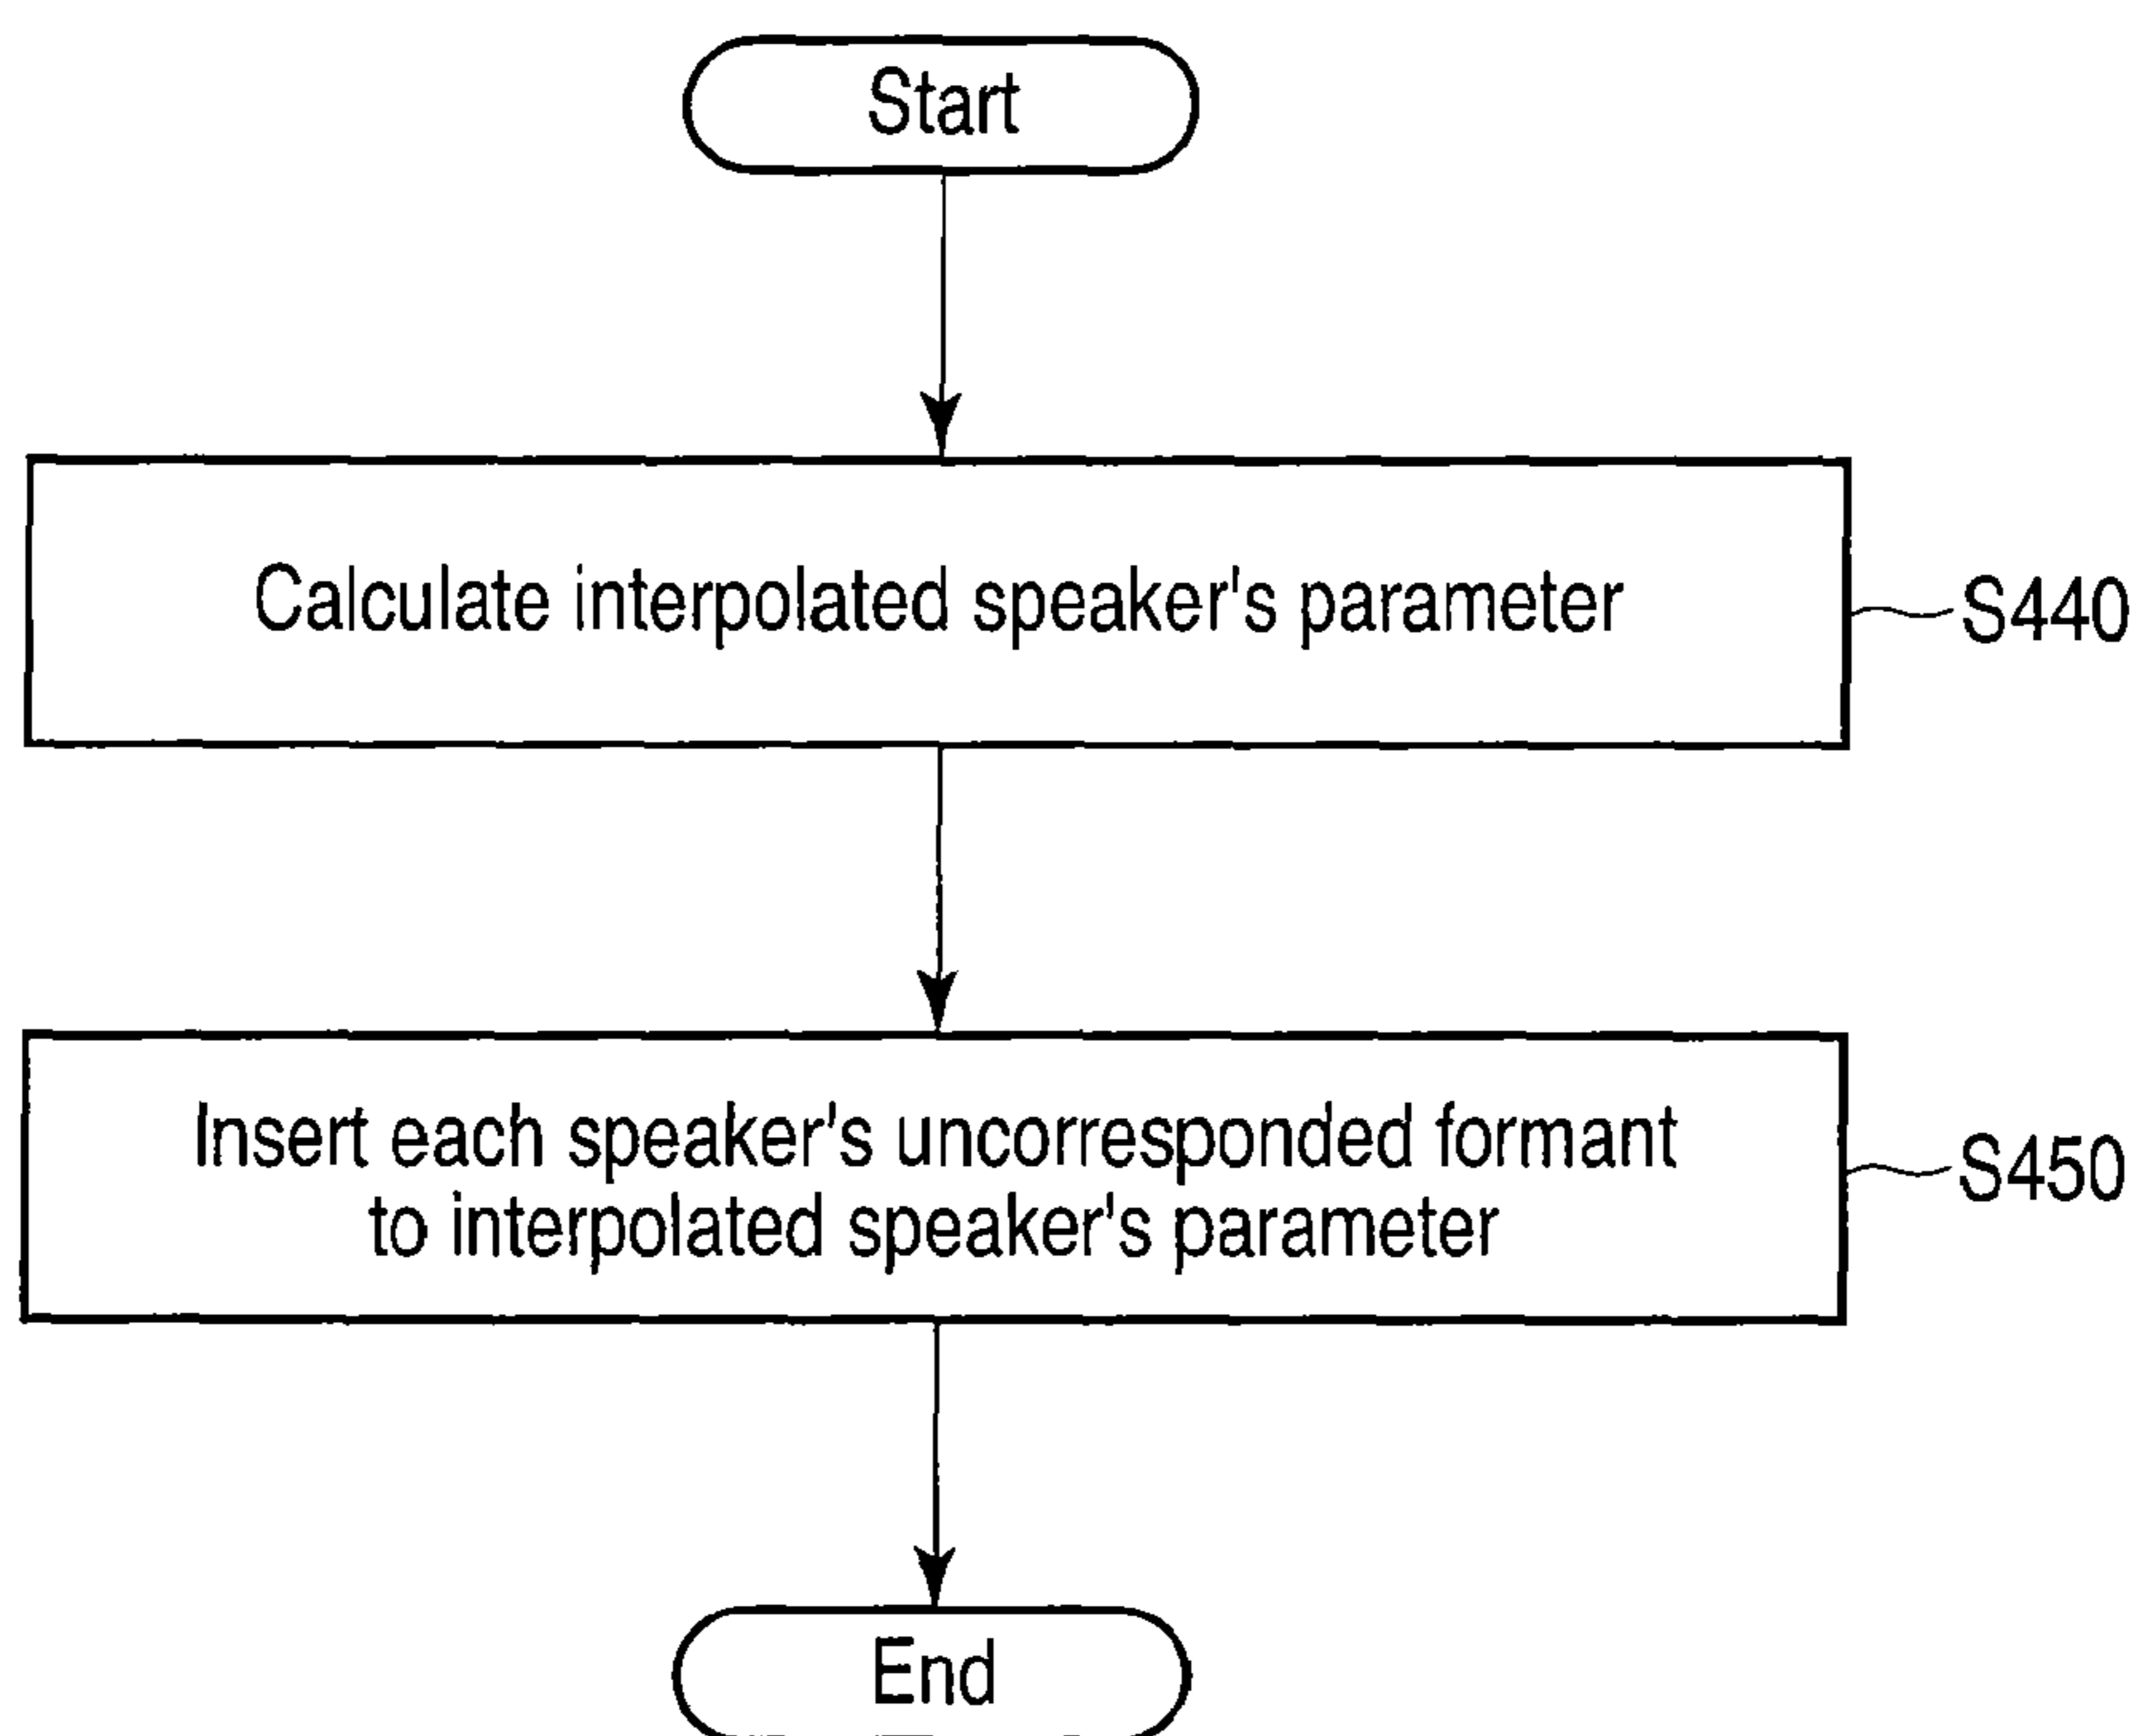 Start
Calculate interpolated speaker's parameter
S440
Insert each speaker's uncorresponded formant
to interpolated speaker's parameter
S450
End